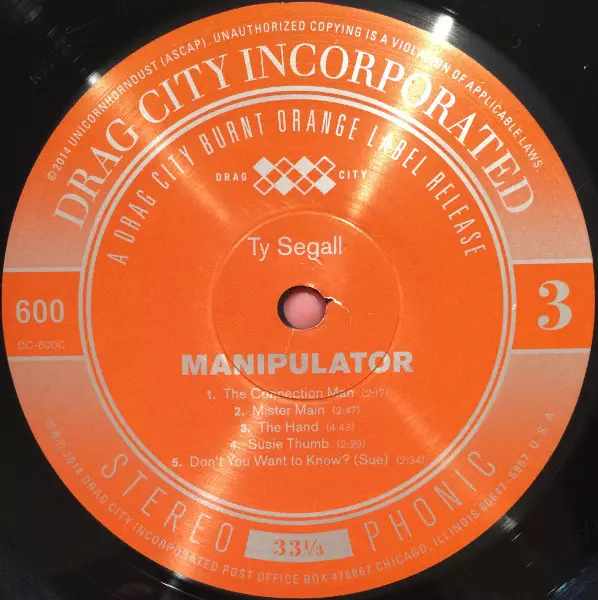 ©2014 UNICORNHORNDUST (ASCAP). UNAUTHORIZED COPYING IS A VIOLATION OF APPLICABLE LAWS
DRAG CITY INCORPORATED
A DRAG CITY BURNT ORANGE LABEL RELEASE
DRAG CITY
Ty Segall
600
DC-600C
3
MANIPULATOR
1. The Connection Man (2:17)
2. Mister Main (2:47)
3. The Hand (4:43)
4. Susie Thumb (2:29)
5. Don't You Want to Know? (Sue) (2:34)
STEREO PHONIC
33⅓
2014 DRAG CITY INCORPORATED POST OFFICE BOX 476867 CHICAGO, ILLINOIS 60647-6867 U.S.A